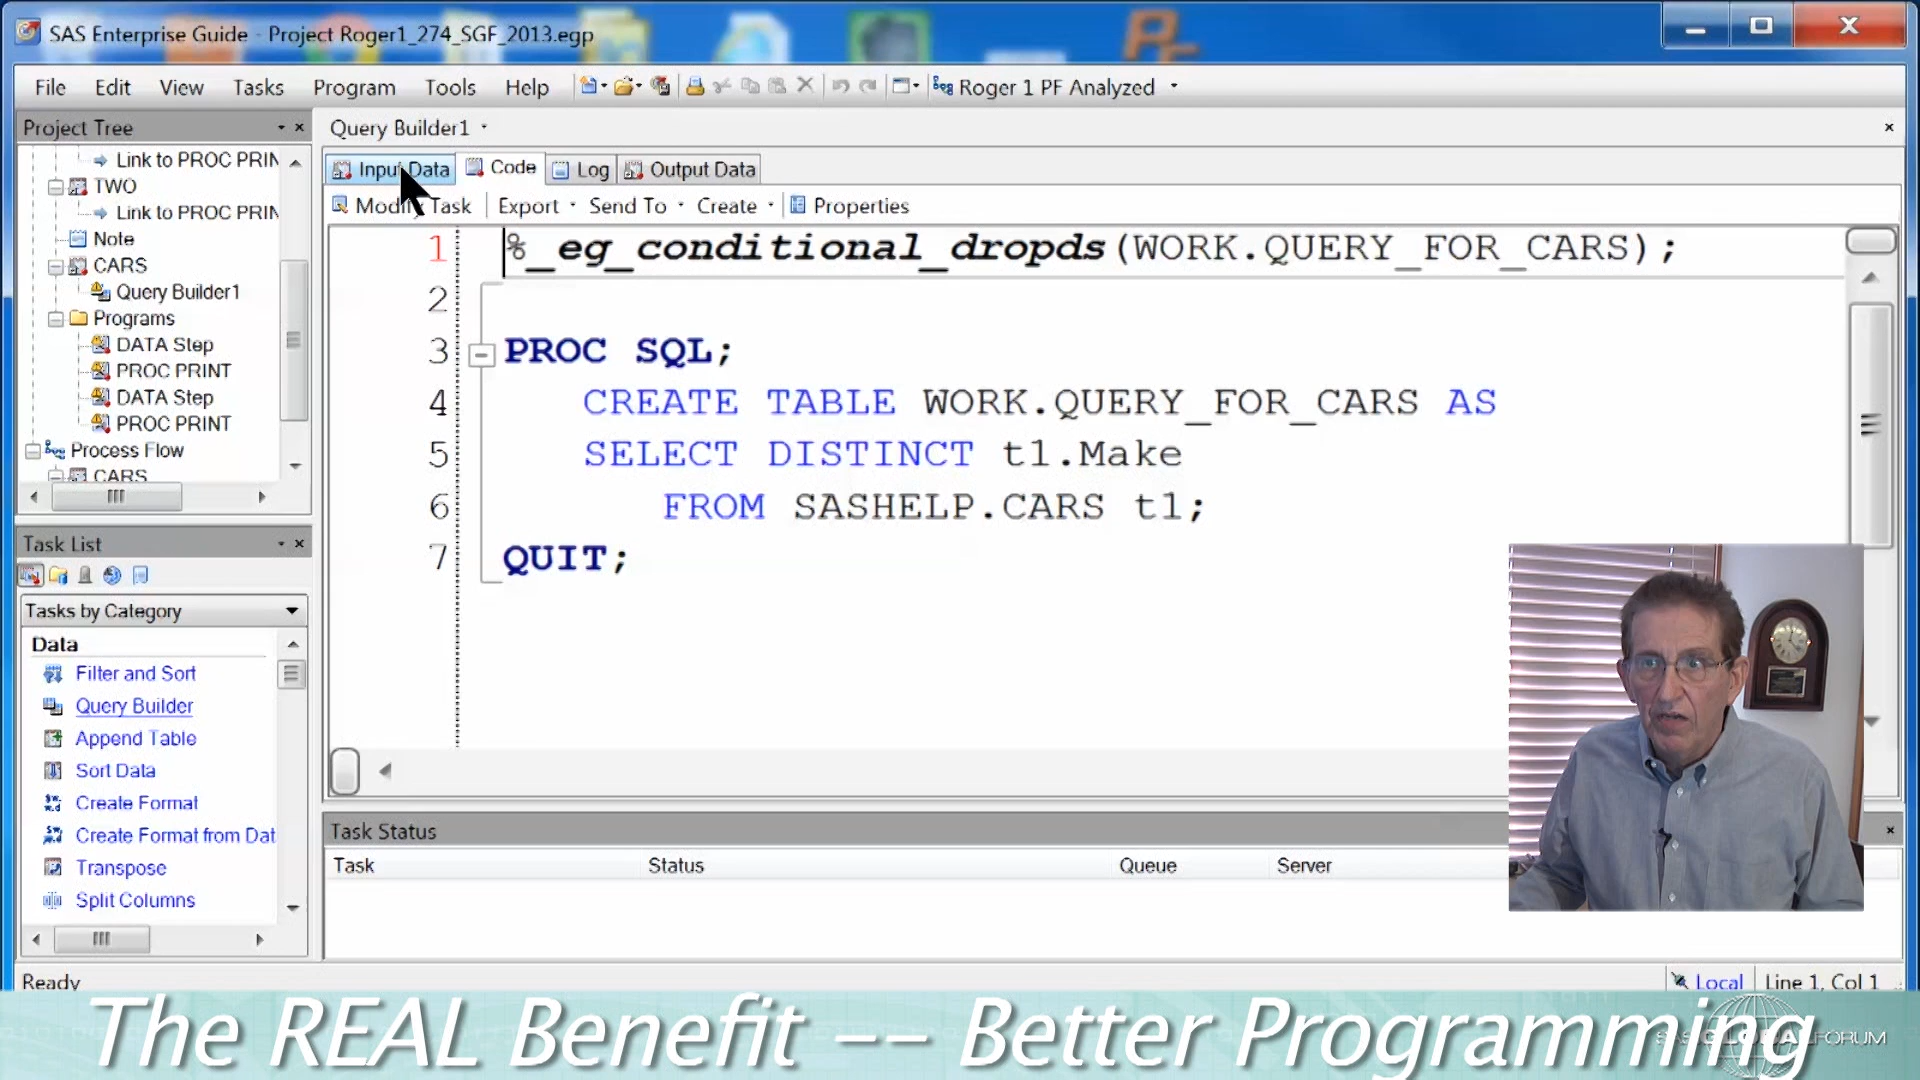 SAS Enterprise Guide - Project Roger1_274_SGF_2013.egp
File Edit View Tasks Program Tools Help Roger 1 PF Analyzed
Project Tree
Link to PROC PRIN
TWO
Link to PROC PRIN
Note
CARS
Query Builder1
Programs
DATA Step
PROC PRINT
DATA Step
PROC PRINT
Process Flow
CARS
Query Builder1
Input Data Code Log Output Data
Modify Task Export Send To Create Properties
1 %_eg_conditional_dropds(WORK.QUERY_FOR_CARS);
2
3 PROC SQL;
4 CREATE TABLE WORK.QUERY_FOR_CARS AS
5 SELECT DISTINCT t1.Make
6 FROM SASHELP.CARS t1;
7 QUIT;
Task List
Tasks by Category
Data
Filter and Sort
Query Builder
Append Table
Sort Data
Create Format
Create Format from Dat
Transpose
Split Columns
Task Status
Task Status Queue Server
Ready
Local Line 1, Col 1
The REAL Benefit -- Better Programming
SAS GLOBAL FORUM